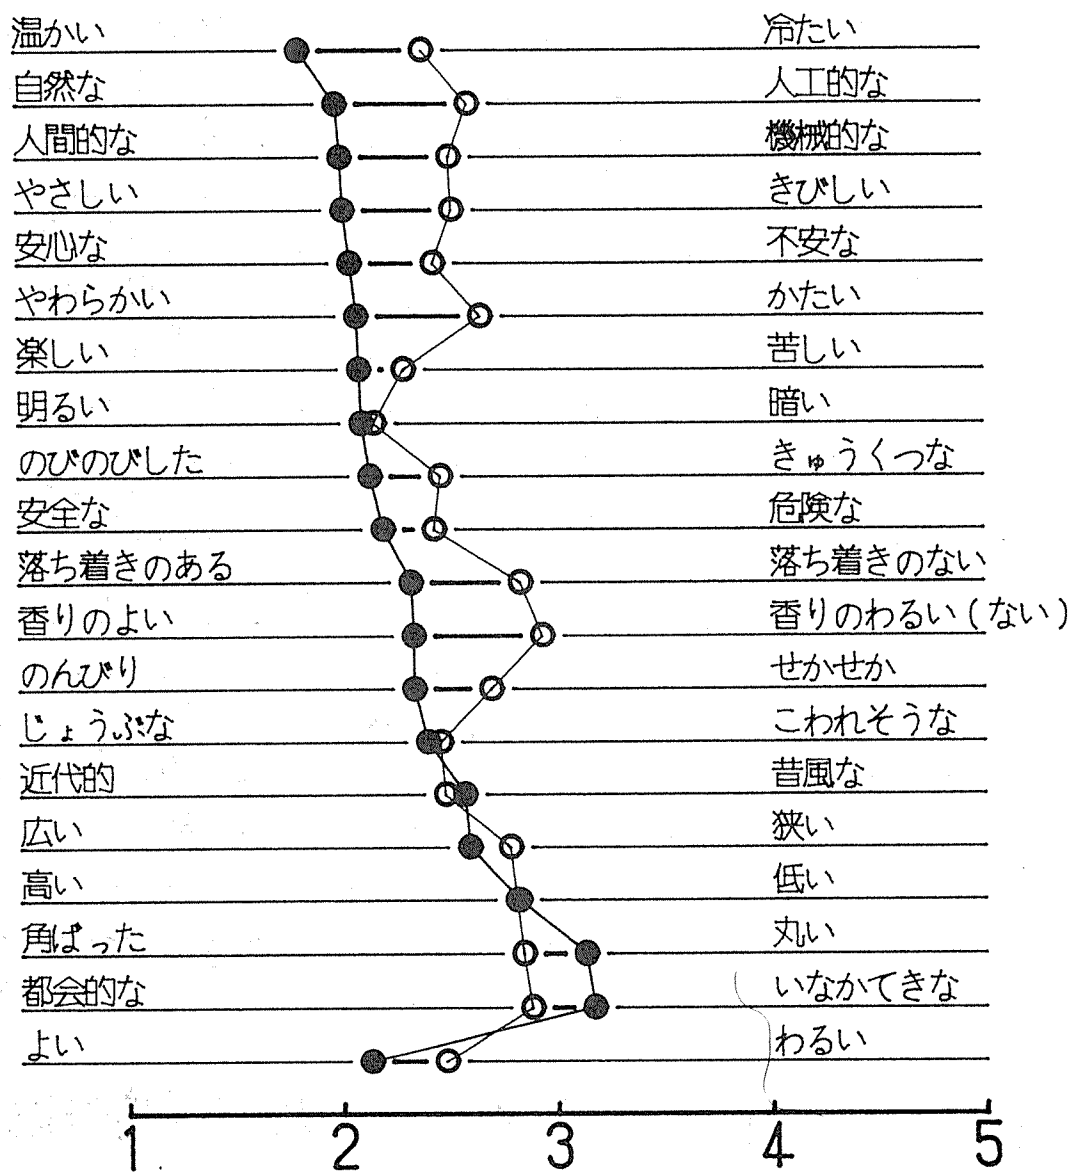 温かい 冷たい
自然な 人工的な
人間的な 機械的な
やさしい きびしい
安心な 不安な
やわらかい かたい
楽しい 苦しい
明るい 暗い
のびのびした きゅうくつな
安全な 危険な
落ち着きのある 落ち着きのない
香りのよい 香りのわるい(ない)
のんびり せかせか
じょうぶな こわれそうな
近代的 昔風な
広い 狭い
高い 低い
角ばった 丸い
都会的な いなかてきな
よい わるい
1 2 3 4 5